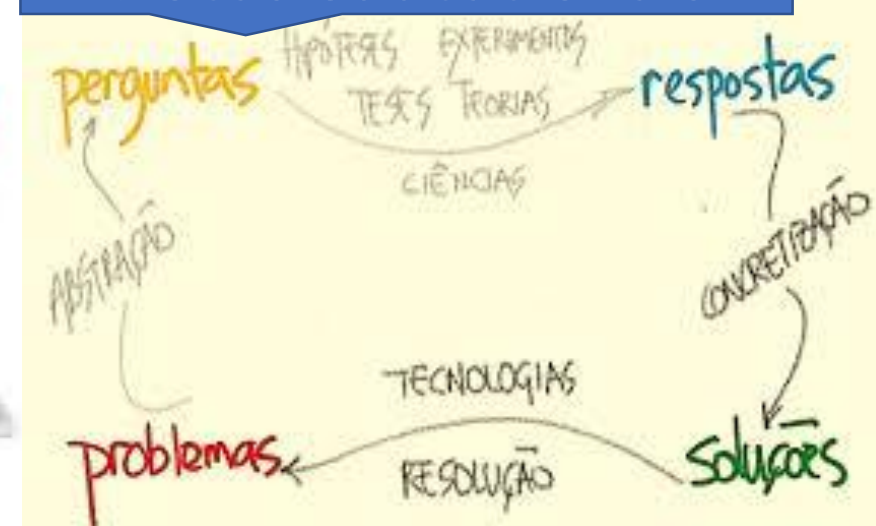 HIPÓTESES EXPERIMENTOS
perguntas
TESES TEORIAS
respostas
CIÊNCIAS
ABSTRAÇÃO
CONCRETIZAÇÃO
TECNOLOGIAS
problemas
RESOLUÇÃO
soluções